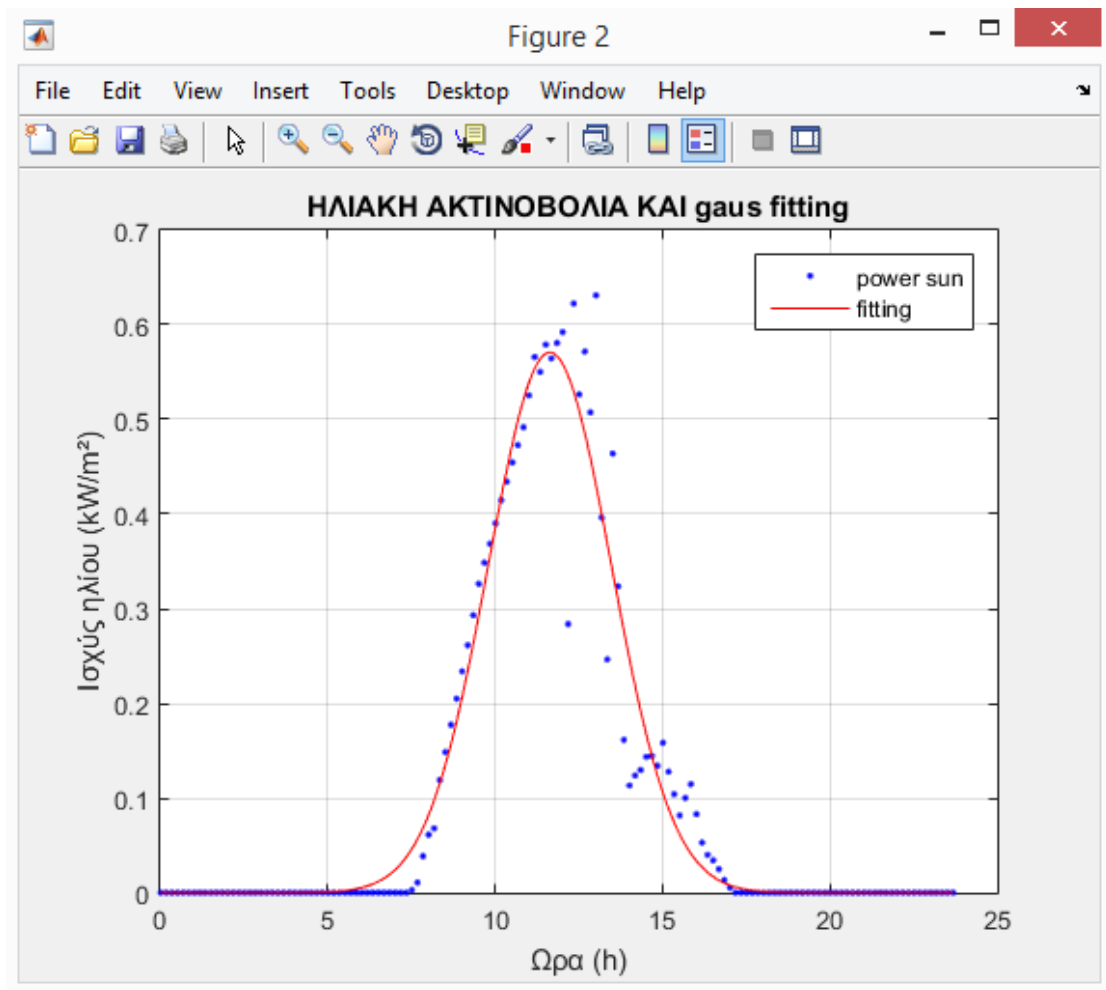 Figure 2
File Edit View Insert Tools Desktop Window Help
ΗΛΙΑΚΗ ΑΚΤΙΝΟΒΟΛΙΑ ΚΑΙ gaus fitting
power sun
fitting
Ισχύς ηλίου (kW/m²)
0.7
0.6
0.5
0.4
0.3
0.2
0.1
0
0 5 10 15 20 25
Ωρα (h)